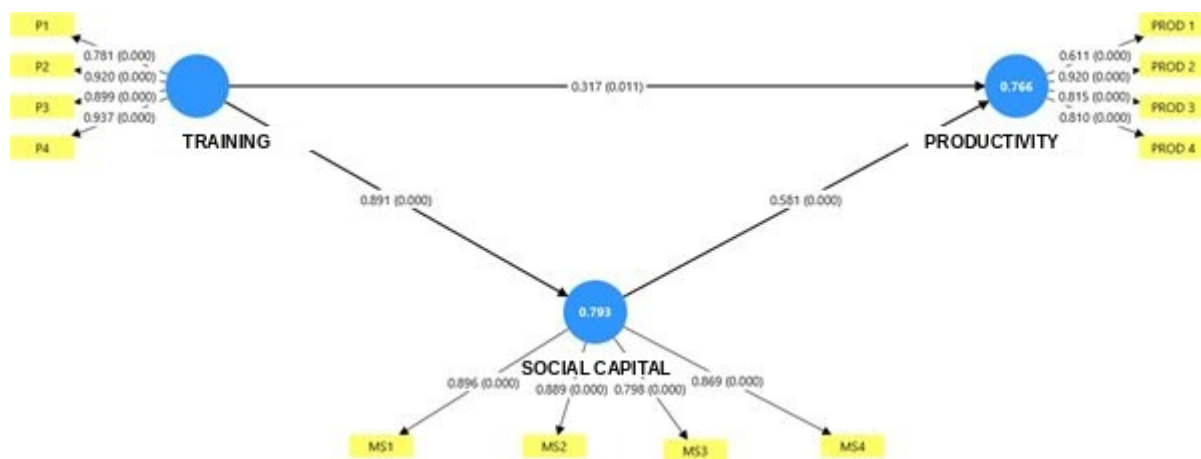 P1
0.781 (0.000)
P2
0.920 (0.000)
P3
0.899 (0.000)
P4
0.937 (0.000)
TRAINING
0.317 (0.011)
0.766
PRODUCTIVITY
PROD 1
0.611 (0.000)
PROD 2
0.920 (0.000)
PROD 3
0.815 (0.000)
PROD 4
0.810 (0.000)
0.891 (0.000)
0.581 (0.000)
0.793
SOCIAL CAPITAL
0.896 (0.000)
0.889 (0.000)
0.798 (0.000)
0.869 (0.000)
MS1
MS2
MS3
MS4